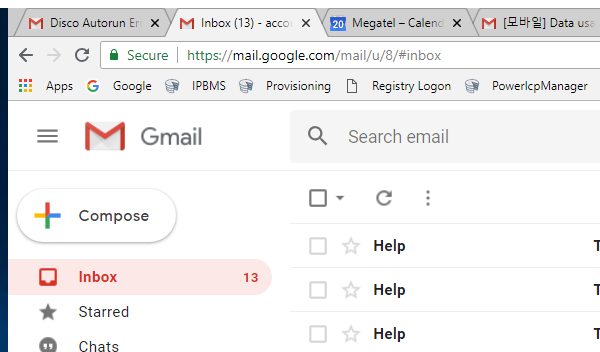 Disco Autorun Er
Inbox (13) - acco
20 Megatel – Calend
[모바일] Data usa
Secure https://mail.google.com/mail/u/8/#inbox
Apps Google IPBMS Provisioning Registry Logon PowerIcpManager
Gmail Search email
Compose
Help T
Inbox 13
Help T
Starred
Help T
Chats